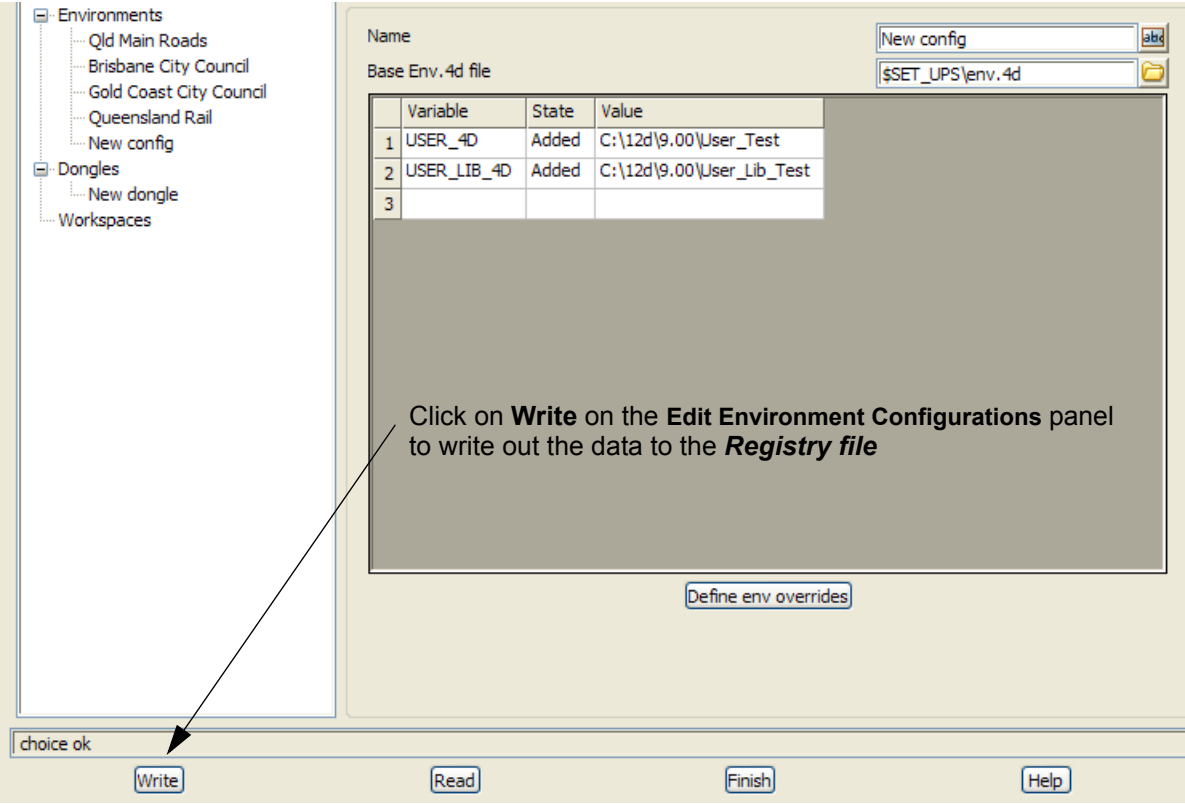 Environments
Qld Main Roads
Brisbane City Council
Gold Coast City Council
Queensland Rail
New config
Dongles
New dongle
Workspaces
Name New config abc
Base Env.4d file $SET_UPS\env.4d
Variable State Value
1 USER_4D Added C:\12d\9.00\User_Test
2 USER_LIB_4D Added C:\12d\9.00\User_Lib_Test
3
Click on Write on the Edit Environment Configurations panel
to write out the data to the Registry file
Define env overrides
choice ok
Write Read Finish Help